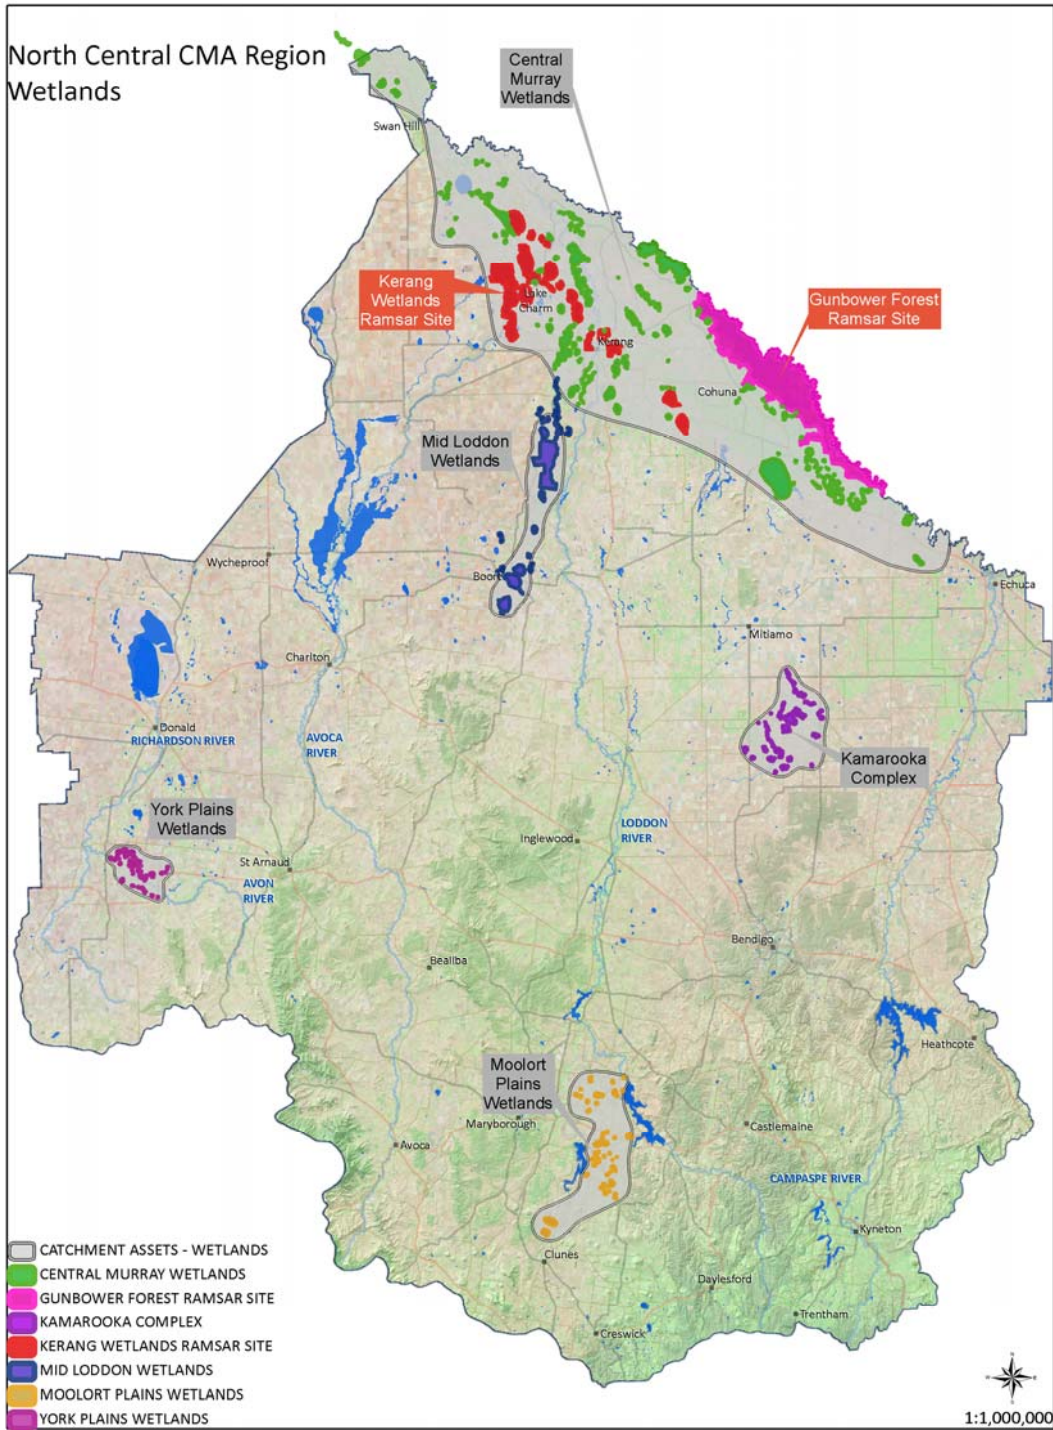 North Central CMA Region
Wetlands
Central
Murray
Wetlands
Swan Hill
Kerang
Wetlands
Ramsar Site
Lake
Charm
Gunbower Forest
Ramsar Site
Kerang
Cohuna
Mid Loddon
Wetlands
Wycheproof
Boort
Echuca
Mitiamo
Charlton
Donald
RICHARDSON RIVER
AVOCA
RIVER
Kamarooka
Complex
York Plains
Wetlands
LODDON
RIVER
Inglewood
St Arnaud
AVON
RIVER
Bendigo
Bealiba
Heathcote
Moolort
Plains
Wetlands
Maryborough
Castlemaine
Avoca
CAMPASPE RIVER
Kyneton
Clunes
Daylesford
Trentham
Creswick
CATCHMENT ASSETS - WETLANDS
CENTRAL MURRAY WETLANDS
GUNBOWER FOREST RAMSAR SITE
KAMAROOKA COMPLEX
KERANG WETLANDS RAMSAR SITE
MID LODDON WETLANDS
MOOLORT PLAINS WETLANDS
YORK PLAINS WETLANDS
1:1,000,000